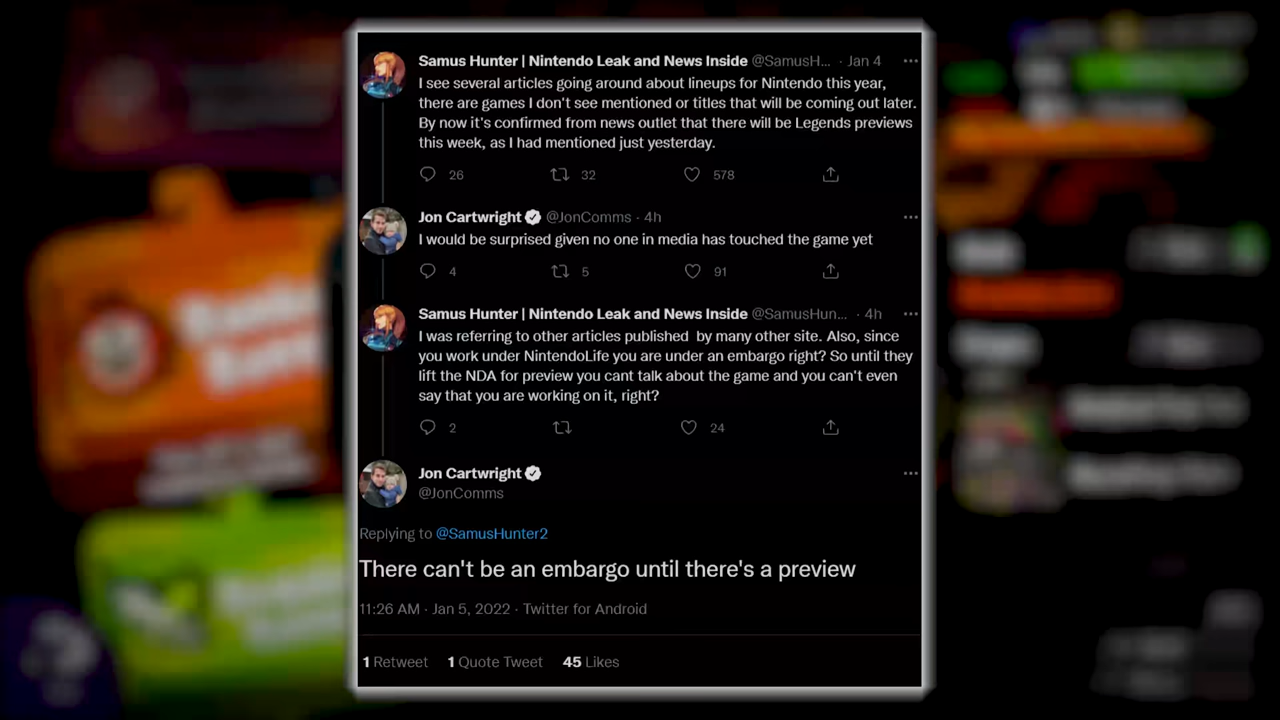 Samus Hunter | Nintendo Leak and News Inside @SamusH... · Jan 4
I see several articles going around about lineups for Nintendo this year,
there are games I don't see mentioned or titles that will be coming out later.
By now it's confirmed from news outlet that there will be Legends previews
this week, as I had mentioned just yesterday.
26 32 578
Jon Cartwright @JonComms · 4h
I would be surprised given no one in media has touched the game yet
4 5 91
Samus Hunter | Nintendo Leak and News Inside @SamusHun... · 4h
I was referring to other articles published  by many other site. Also, since
you work under NintendoLife you are under an embargo right? So until they
lift the NDA for preview you cant talk about the game and you can't even
say that you are working on it, right?
2 24
Jon Cartwright
@JonComms
Replying to @SamusHunter2
There can't be an embargo until there's a preview
11:26 AM · Jan 5, 2022 · Twitter for Android
1 Retweet 1 Quote Tweet 45 Likes